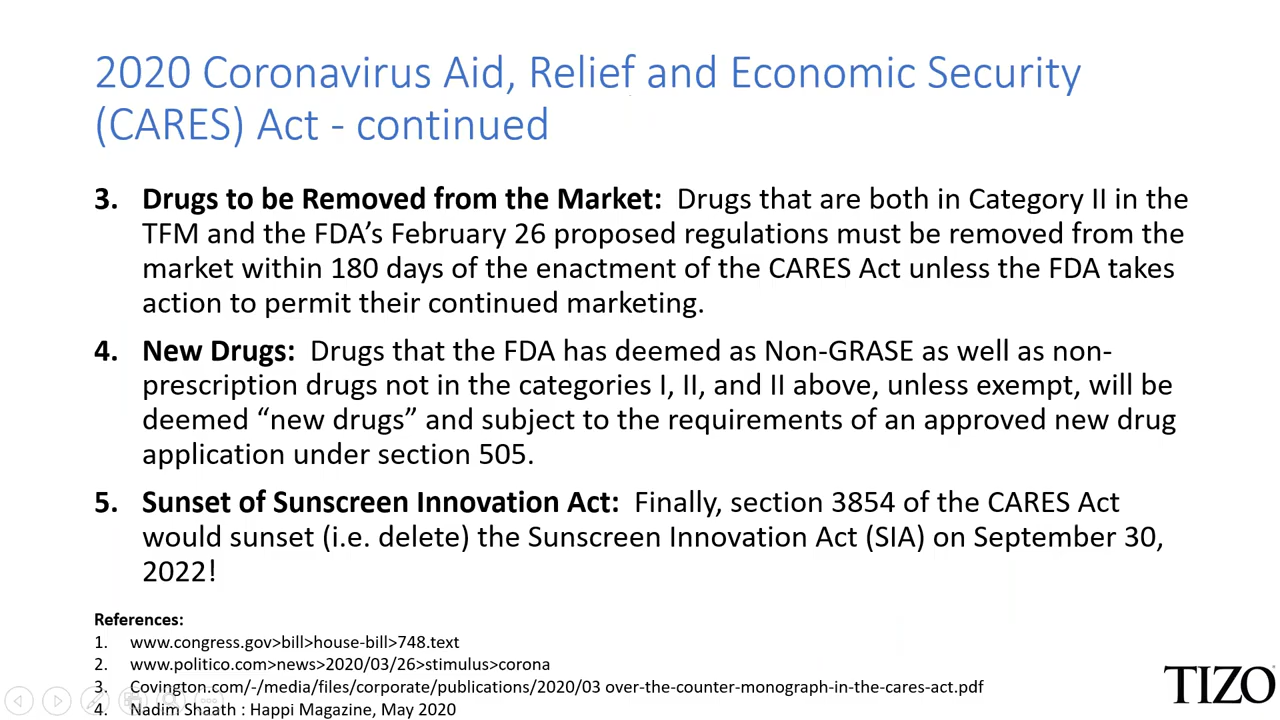 2020 Coronavirus Aid, Relief and Economic Security
(CARES) Act - continued
3. Drugs to be Removed from the Market: Drugs that are both in Category II in the
TFM and the FDA’s February 26 proposed regulations must be removed from the
market within 180 days of the enactment of the CARES Act unless the FDA takes
action to permit their continued marketing.
4. New Drugs: Drugs that the FDA has deemed as Non-GRASE as well as non-
prescription drugs not in the categories I, II, and II above, unless exempt, will be
deemed “new drugs” and subject to the requirements of an approved new drug
application under section 505.
5. Sunset of Sunscreen Innovation Act: Finally, section 3854 of the CARES Act
would sunset (i.e. delete) the Sunscreen Innovation Act (SIA) on September 30,
2022!
References:
1. www.congress.gov>bill>house-bill>748.text
2. www.politico.com>news>2020/03/26>stimulus>corona
3. Covington.com/-/media/files/corporate/publications/2020/03 over-the-counter-monograph-in-the-cares-act.pdf
4. Nadim Shaath : Happi Magazine, May 2020
TIZO